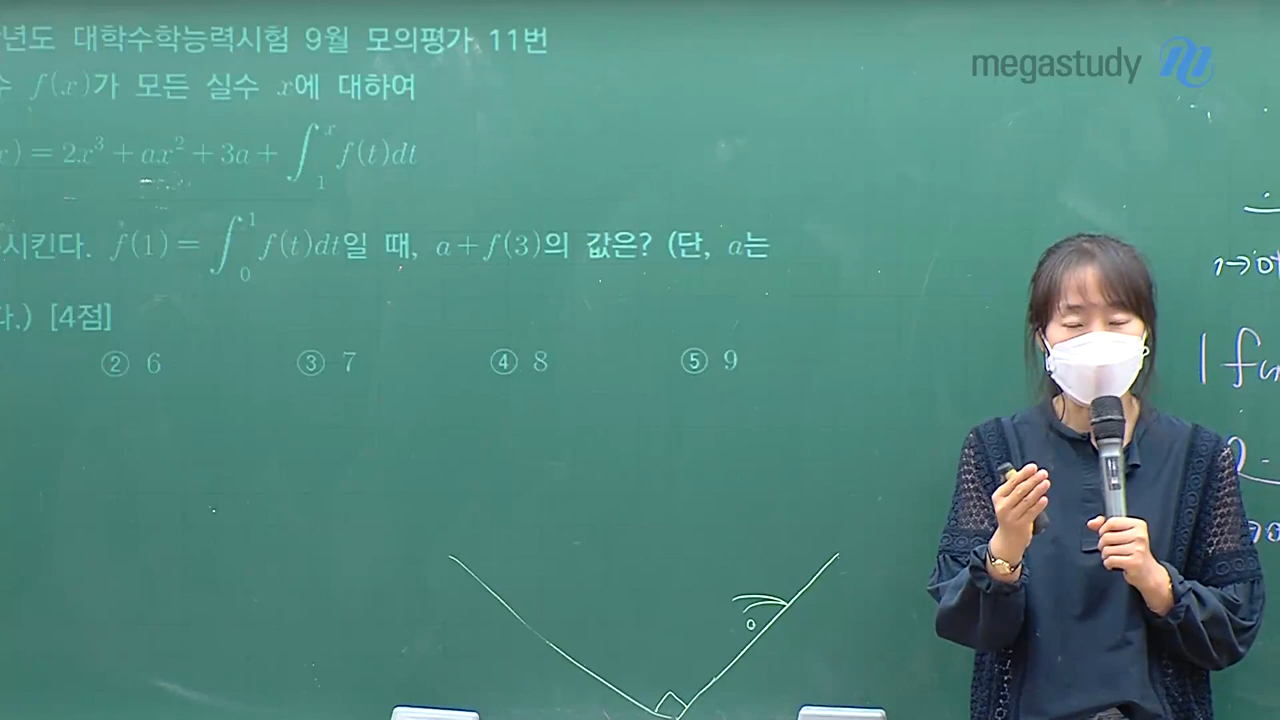 년도 대학수학능력시험 9월 모의평가 11번
megastudy
수 f(x)가 모든 실수 x에 대하여
x) = 2x³ + ax² + 3a + ∫₁ˣ f(t)dt
시킨다. f(1) = ∫₀¹ f(t)dt일 때, a+f(3)의 값은? (단, a는
다.) [4점]
② 6 ③ 7 ④ 8 ⑤ 9